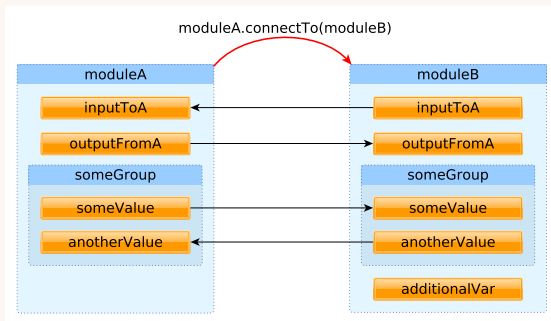 moduleA.connectTo(moduleB)
moduleA
moduleB
inputToA
inputToA
outputFromA
outputFromA
someGroup
someGroup
someValue
someValue
anotherValue
anotherValue
additionalVar